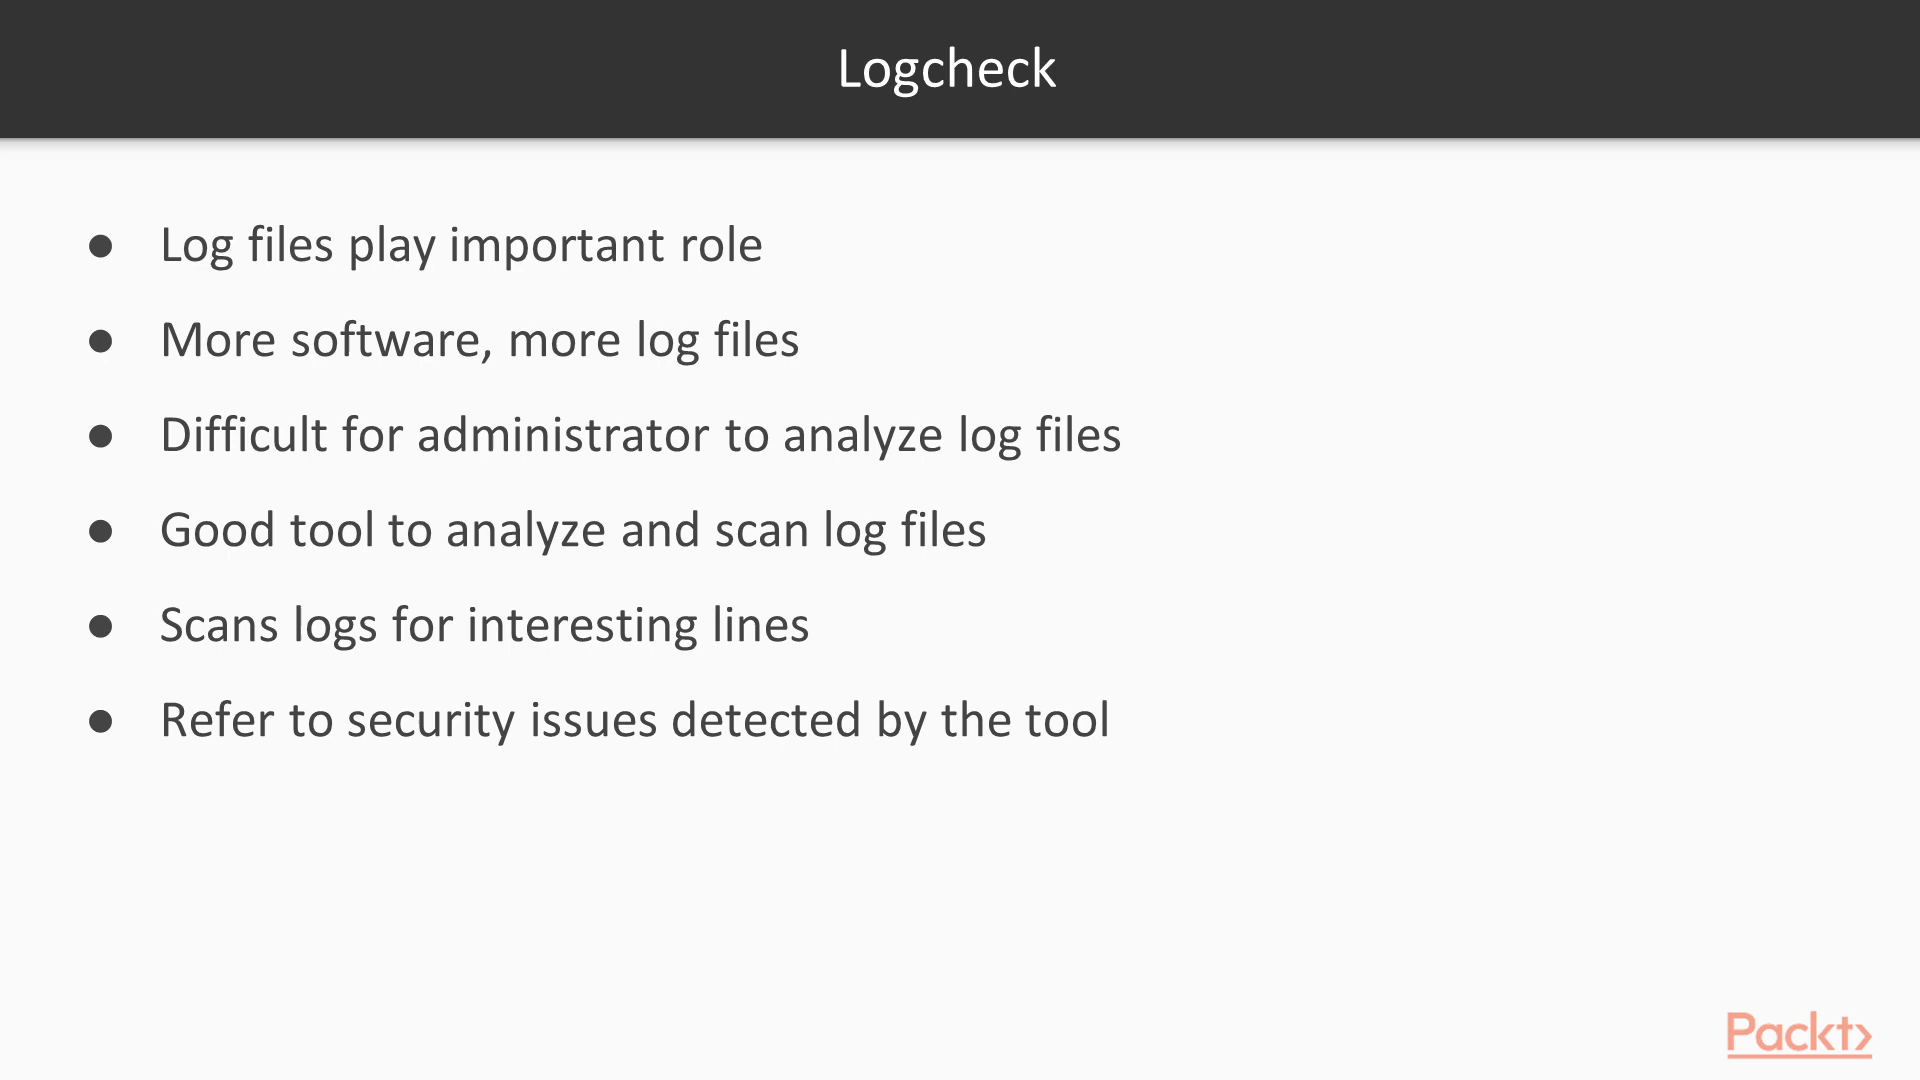 Logcheck
● Log files play important role
● More software, more log files
● Difficult for administrator to analyze log files
● Good tool to analyze and scan log files
● Scans logs for interesting lines
● Refer to security issues detected by the tool
Packt>